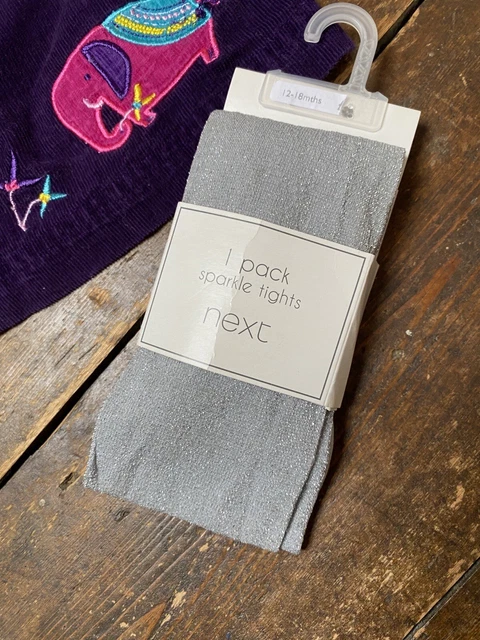 12-18mths
1 pack
sparkle tights
next